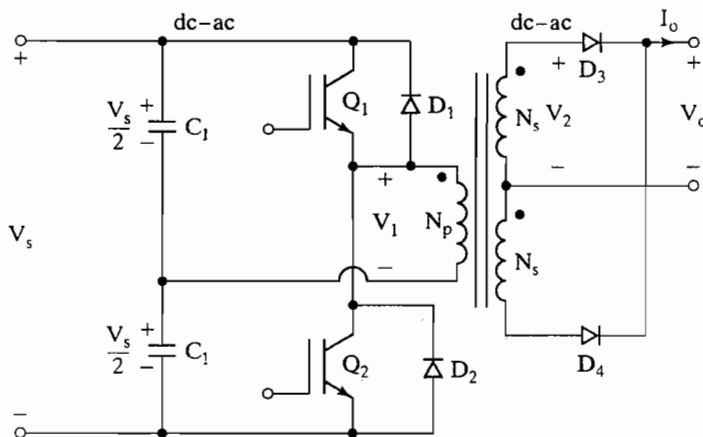 dc-ac
dc-ac
I_o
+
+
D_3
+
+
V_s/2
+
−
C_1
Q_1
D_1
N_s
V_2
V_o
−
−
+
V_1
N_p
−
V_s
N_s
V_s/2
+
−
C_1
Q_2
D_2
D_4
−